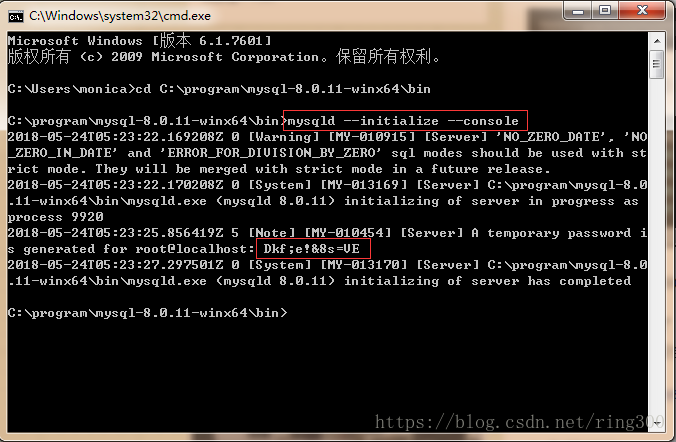 C:\Windows\system32\cmd.exe
Microsoft Windows [版本 6.1.7601]
版权所有 (c) 2009 Microsoft Corporation。保留所有权利。
C:\Users\monica>cd C:\program\mysql-8.0.11-winx64\bin
C:\program\mysql-8.0.11-winx64\bin>mysqld --initialize --console
2018-05-24T05:23:22.169208Z 0 [Warning] [MY-010915] [Server] 'NO_ZERO_DATE', 'NO
_ZERO_IN_DATE' and 'ERROR_FOR_DIVISION_BY_ZERO' sql modes should be used with st
rict mode. They will be merged with strict mode in a future release.
2018-05-24T05:23:22.170208Z 0 [System] [MY-013169] [Server] C:\program\mysql-8.0
.11-winx64\bin\mysqld.exe (mysqld 8.0.11) initializing of server in progress as
process 9920
2018-05-24T05:23:25.856419Z 5 [Note] [MY-010454] [Server] A temporary password i
s generated for root@localhost: Dkf;e!&8s=VE
2018-05-24T05:23:27.297501Z 0 [System] [MY-013170] [Server] C:\program\mysql-8.0
.11-winx64\bin\mysqld.exe (mysqld 8.0.11) initializing of server has completed
C:\program\mysql-8.0.11-winx64\bin>
https://blog.csdn.net/ring300